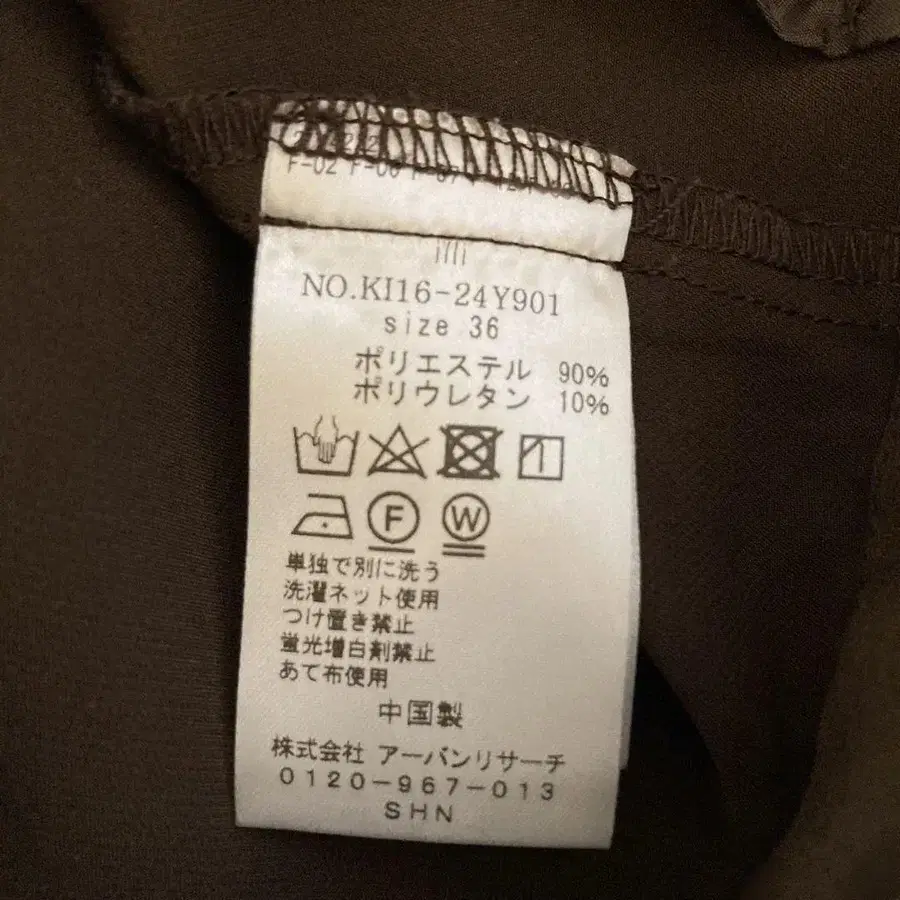 F-02 F-06
illi
NO.KI16-24Y901
size 36
ポリエステル 90%
ポリウレタン 10%
F W
単独で別に洗う
洗濯ネット使用
つけ置き禁止
蛍光増白剤禁止
あて布使用
中国製
株式会社 アーバンリサーチ
0120-967-013
SHN